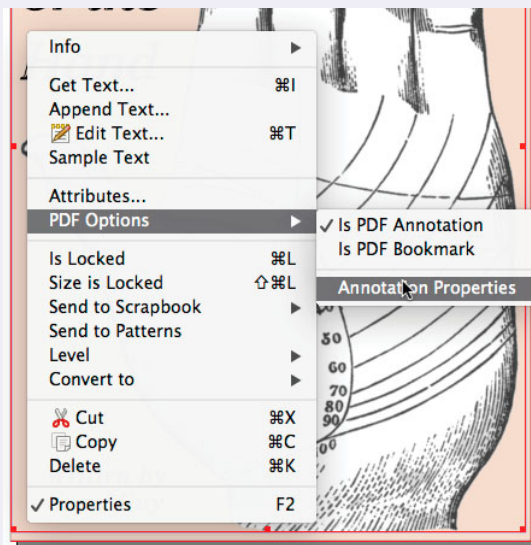 of the
Info
Get Text... ⌘I
Append Text...
Edit Text... ⌘T
Sample Text
Attributes...
PDF Options
✓ Is PDF Annotation
Is PDF Bookmark
Annotation Properties
Is Locked ⌘L
Size is Locked ⇧⌘L
Send to Scrapbook
Send to Patterns
Level
Convert to
Cut ⌘X
Copy ⌘C
Delete ⌘K
✓ Properties F2
50
60
70
80
90